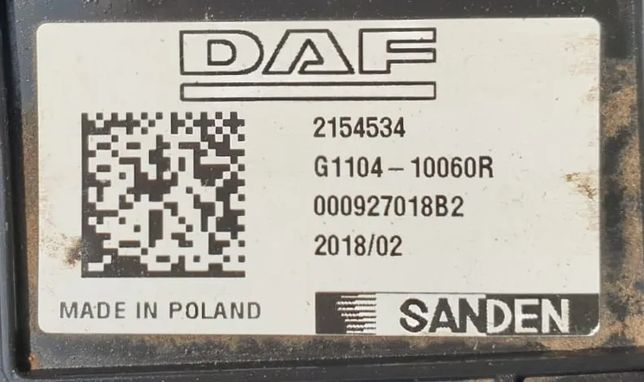 DAF
2154534
G1104-10060R
000927018B2
2018/02
MADE IN POLAND
SANDEN